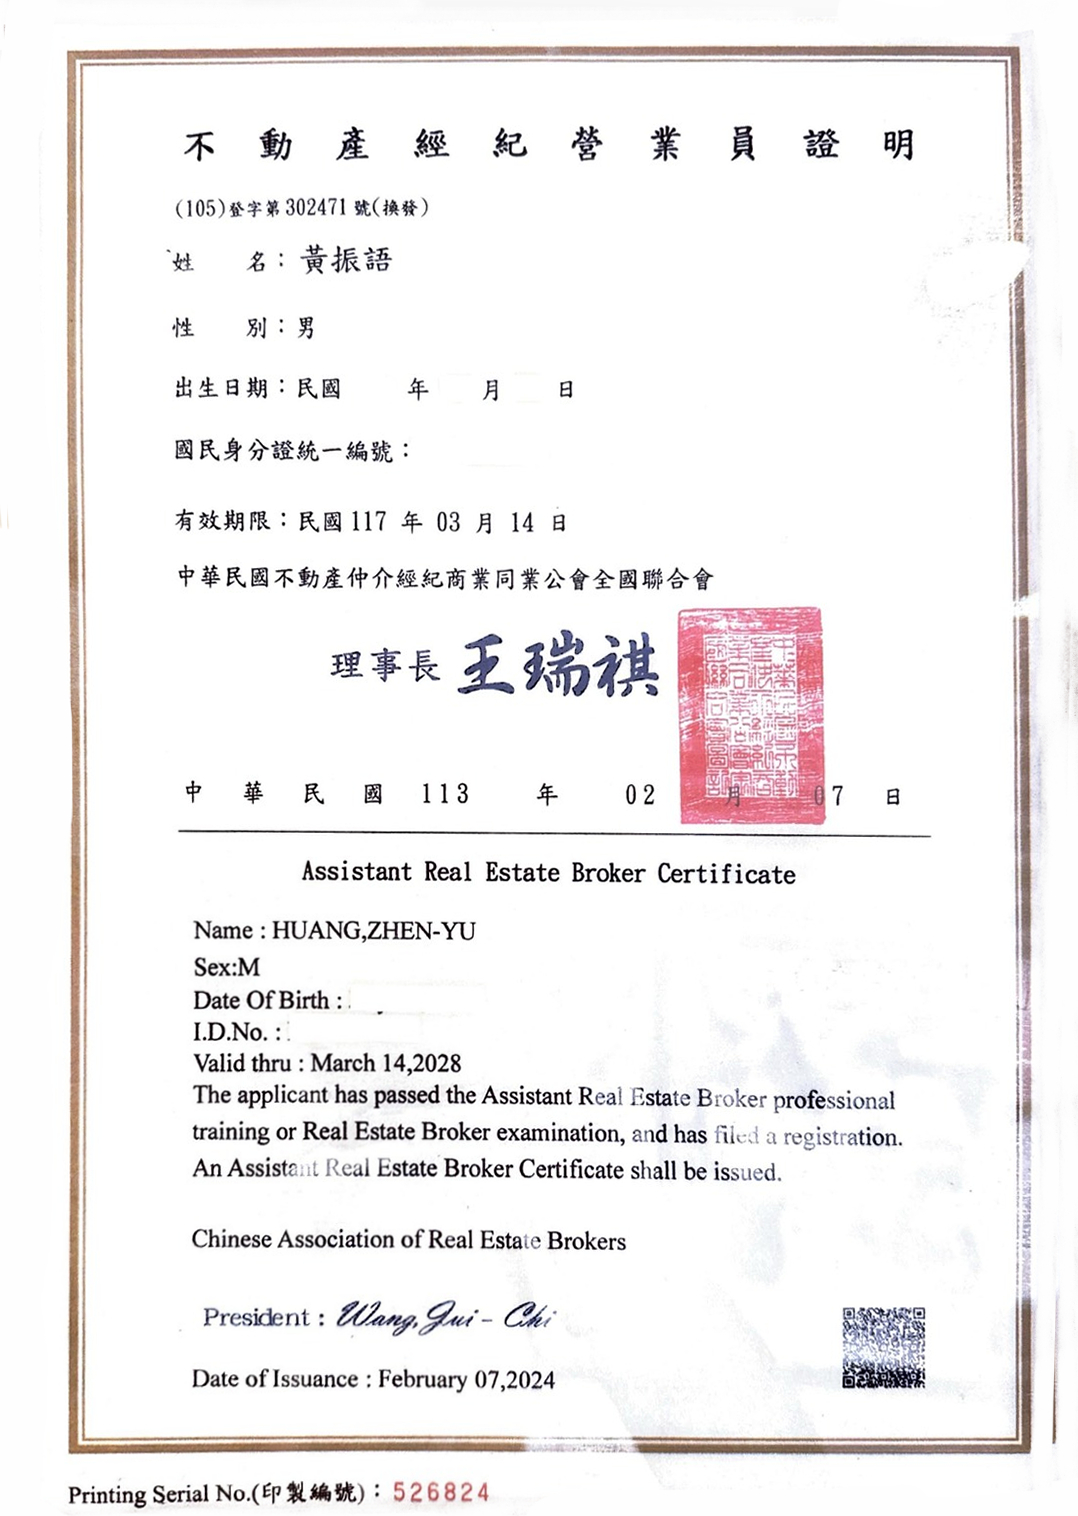 不動產經紀營業員證明
(105)登字第302471號(換發)
姓 名：黃振語
性 別：男
出生日期：民國 年 月 日
國民身分證統一編號：
有效期限：民國117年03月14日
中華民國不動產仲介經紀商業同業公會全國聯合會
理事長 王瑞祺
中華民國113年02月07日
Assistant Real Estate Broker Certificate
Name : HUANG,ZHEN-YU
Sex:M
Date Of Birth :
I.D.No. :
Valid thru : March 14,2028
The applicant has passed the Assistant Real Estate Broker professional
training or Real Estate Broker examination, and has filed a registration.
An Assistant Real Estate Broker Certificate shall be issued.
Chinese Association of Real Estate Brokers
President : Wang, Jui - Chi
Date of Issuance : February 07,2024
Printing Serial No.(印製編號)：526824